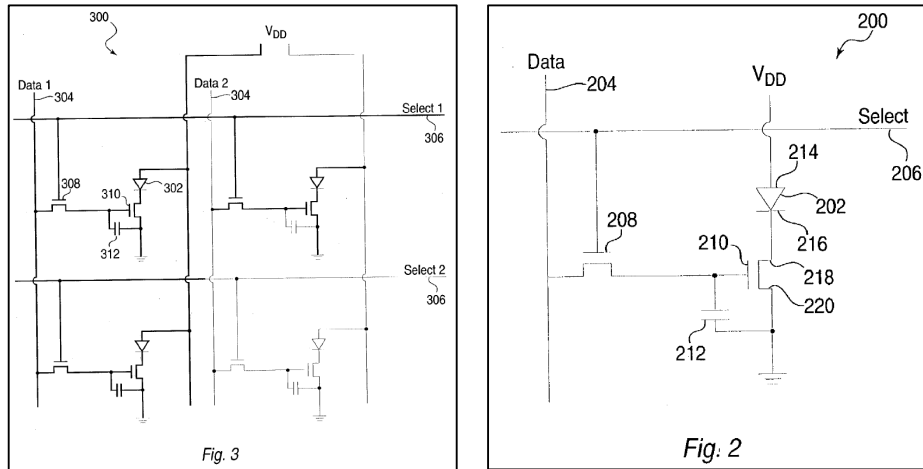 300
VDD
Data 1
304
Data 2
304
Select 1
306
308
310
302
312
Select 2
306
Fig. 3
200
Data
204
VDD
Select
206
214
202
208
216
210
218
220
212
Fig. 2